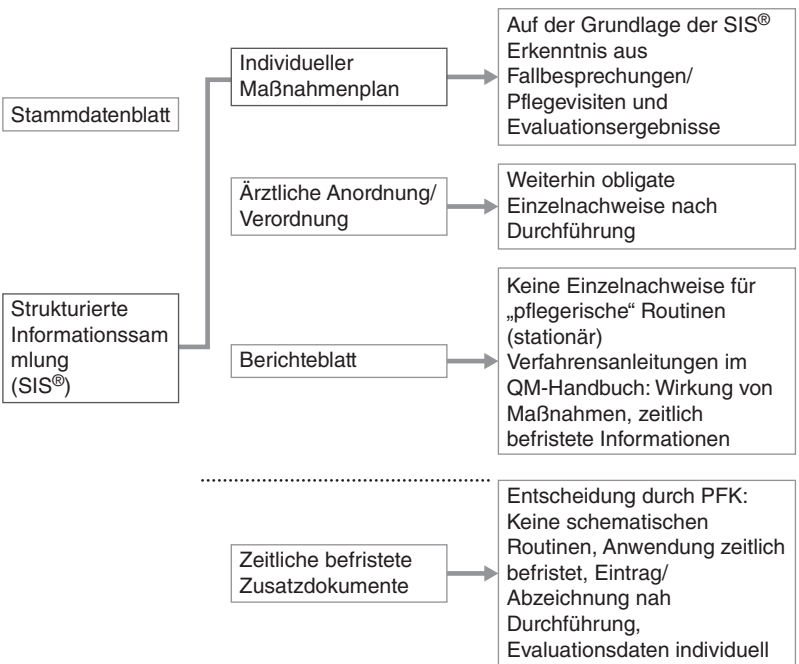 Stammdatenblatt
Strukturierte
Informationssam
mlung
(SIS®)
Individueller
Maßnahmenplan
Auf der Grundlage der SIS®
Erkenntnis aus
Fallbesprechungen/
Pflegevisiten und
Evaluationsergebnisse
Ärztliche Anordnung/
Verordnung
Weiterhin obligate
Einzelnachweise nach
Durchführung
Berichteblatt
Keine Einzelnachweise für
„pflegerische“ Routinen
(stationär)
Verfahrensanleitungen im
QM-Handbuch: Wirkung von
Maßnahmen, zeitlich
befristete Informationen
Zeitliche befristete
Zusatzdokumente
Entscheidung durch PFK:
Keine schematischen
Routinen, Anwendung zeitlich
befristet, Eintrag/
Abzeichnung nah
Durchführung,
Evaluationsdaten individuell